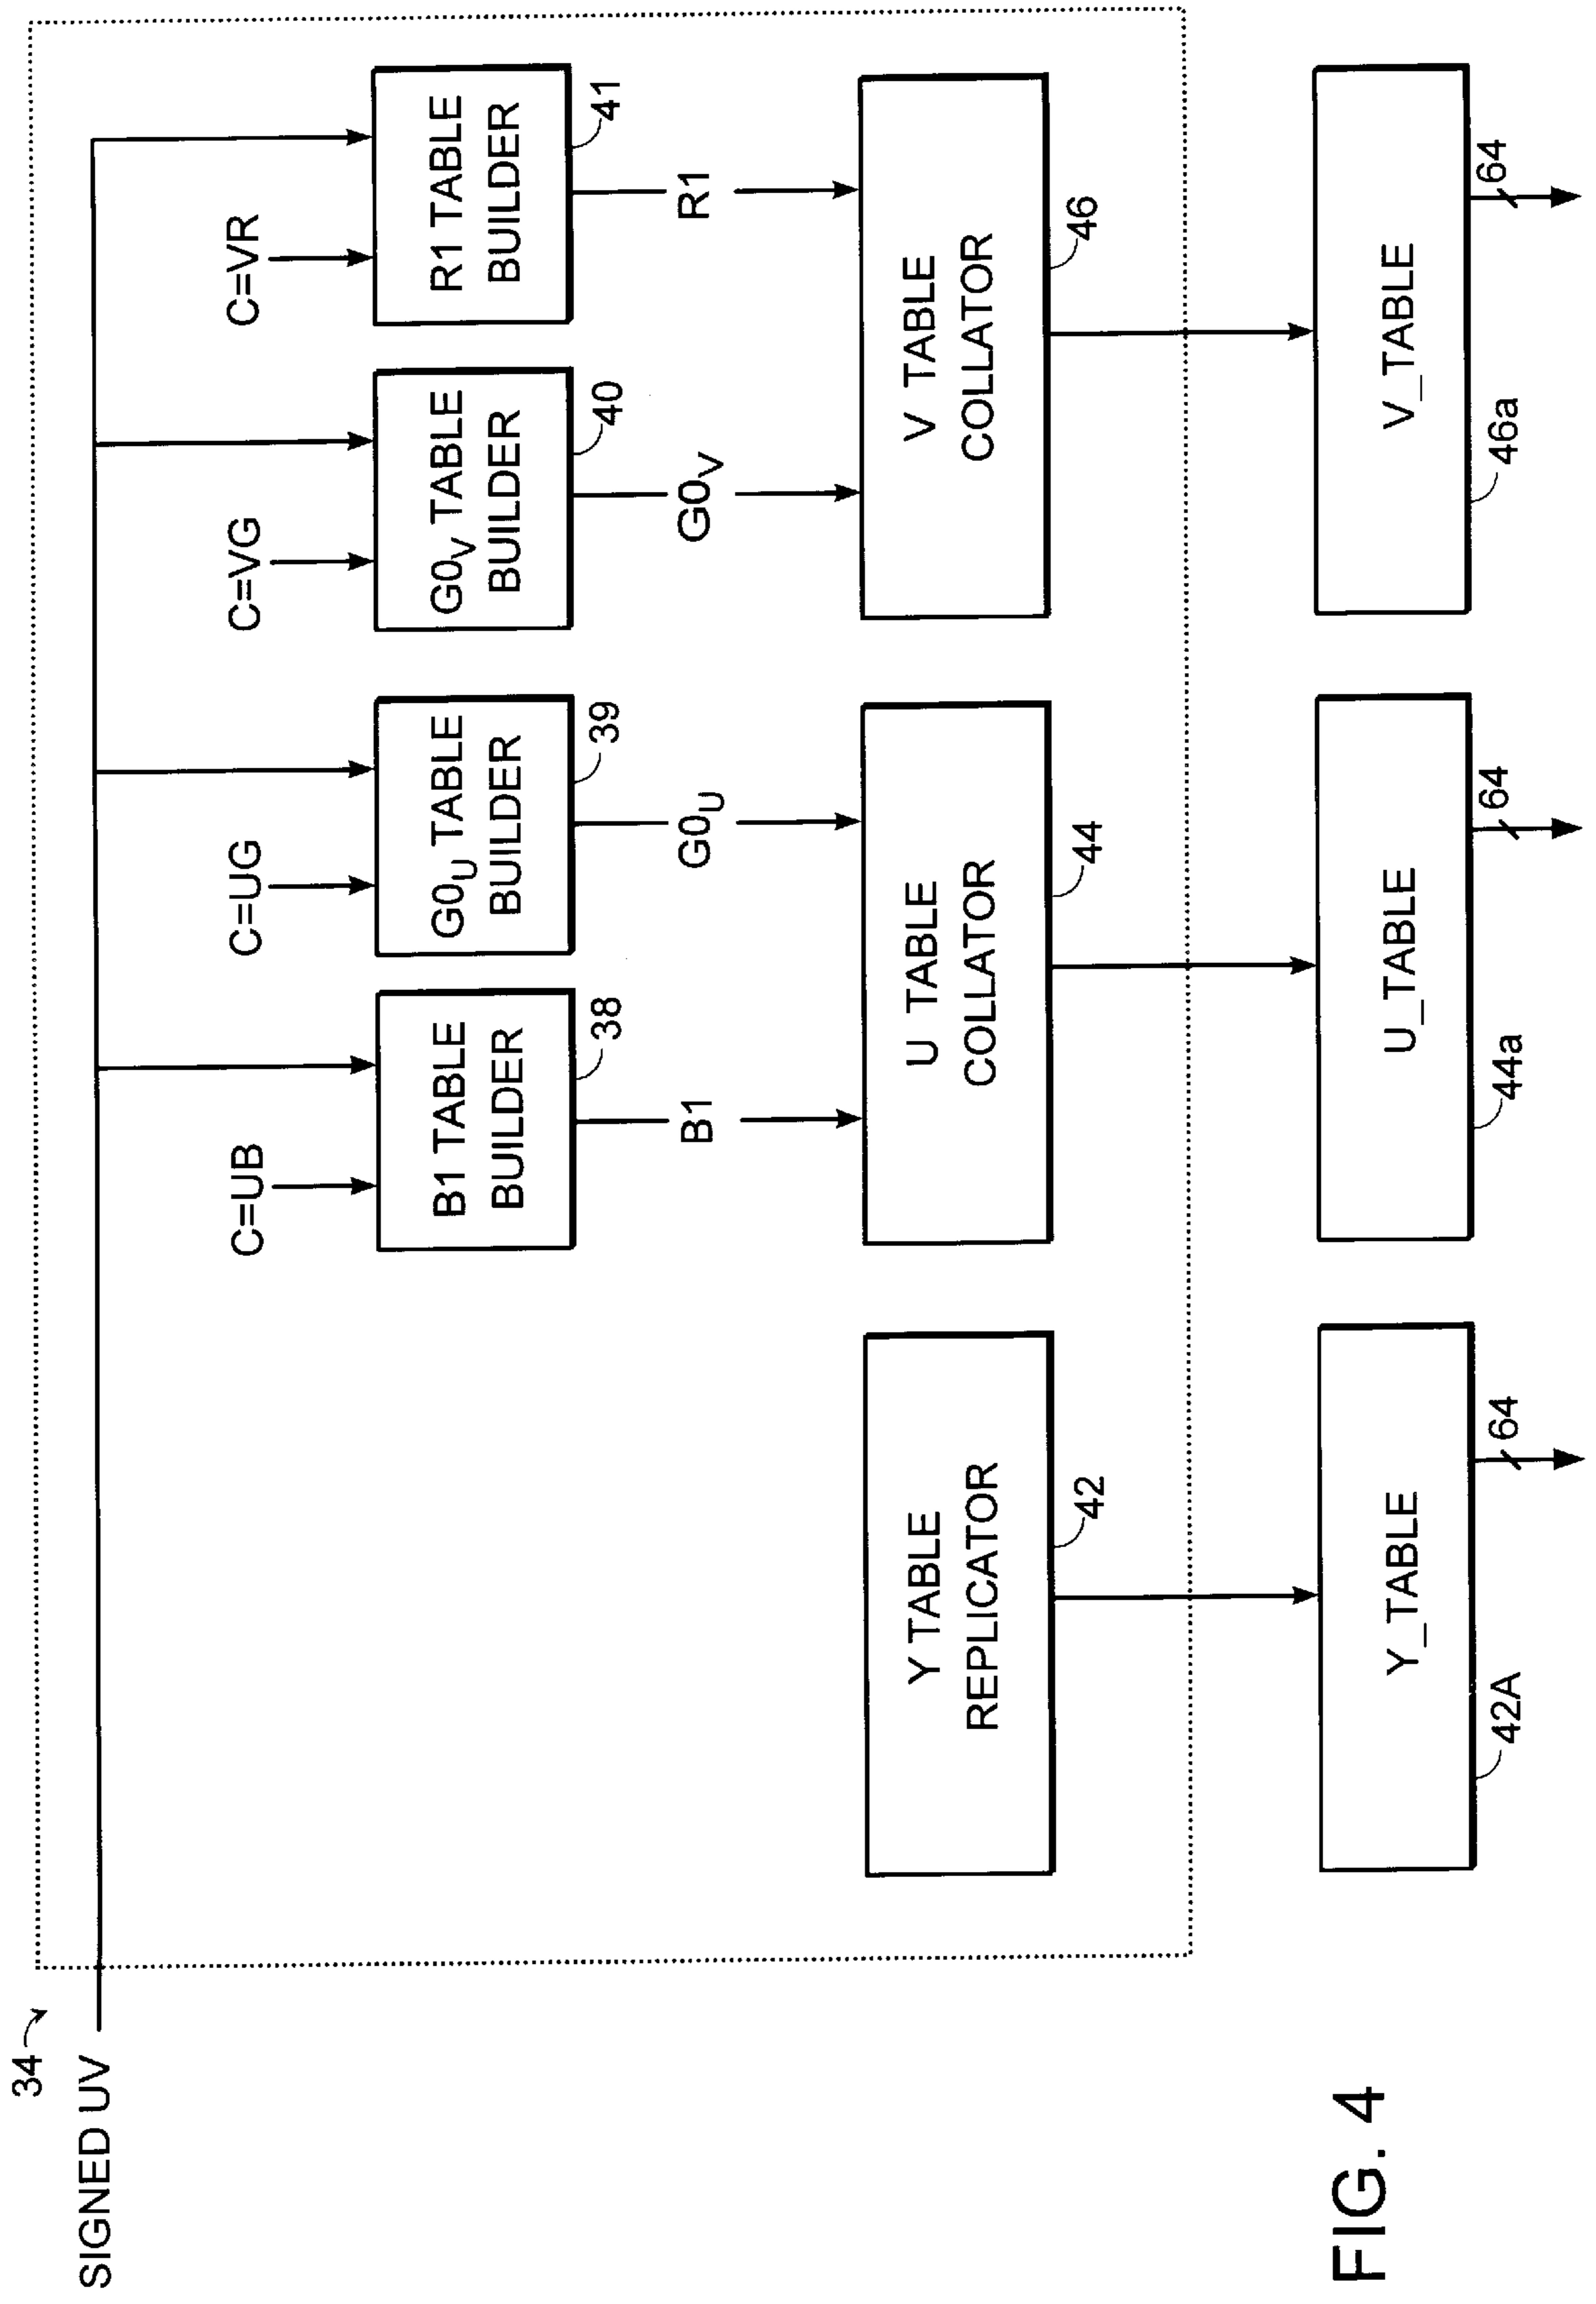 34
SIGNED UV
C=UB
C=UG
C=VG
C=VR
B1 TABLE
BUILDER
38
G0U TABLE
BUILDER
39
G0V TABLE
BUILDER
40
R1 TABLE
BUILDER
41
B1
G0U
G0V
R1
Y TABLE
REPLICATOR
42
U TABLE
COLLATOR
44
V TABLE
COLLATOR
46
Y_TABLE
42A
64
U_TABLE
44a
64
V_TABLE
46a
64
FIG. 4